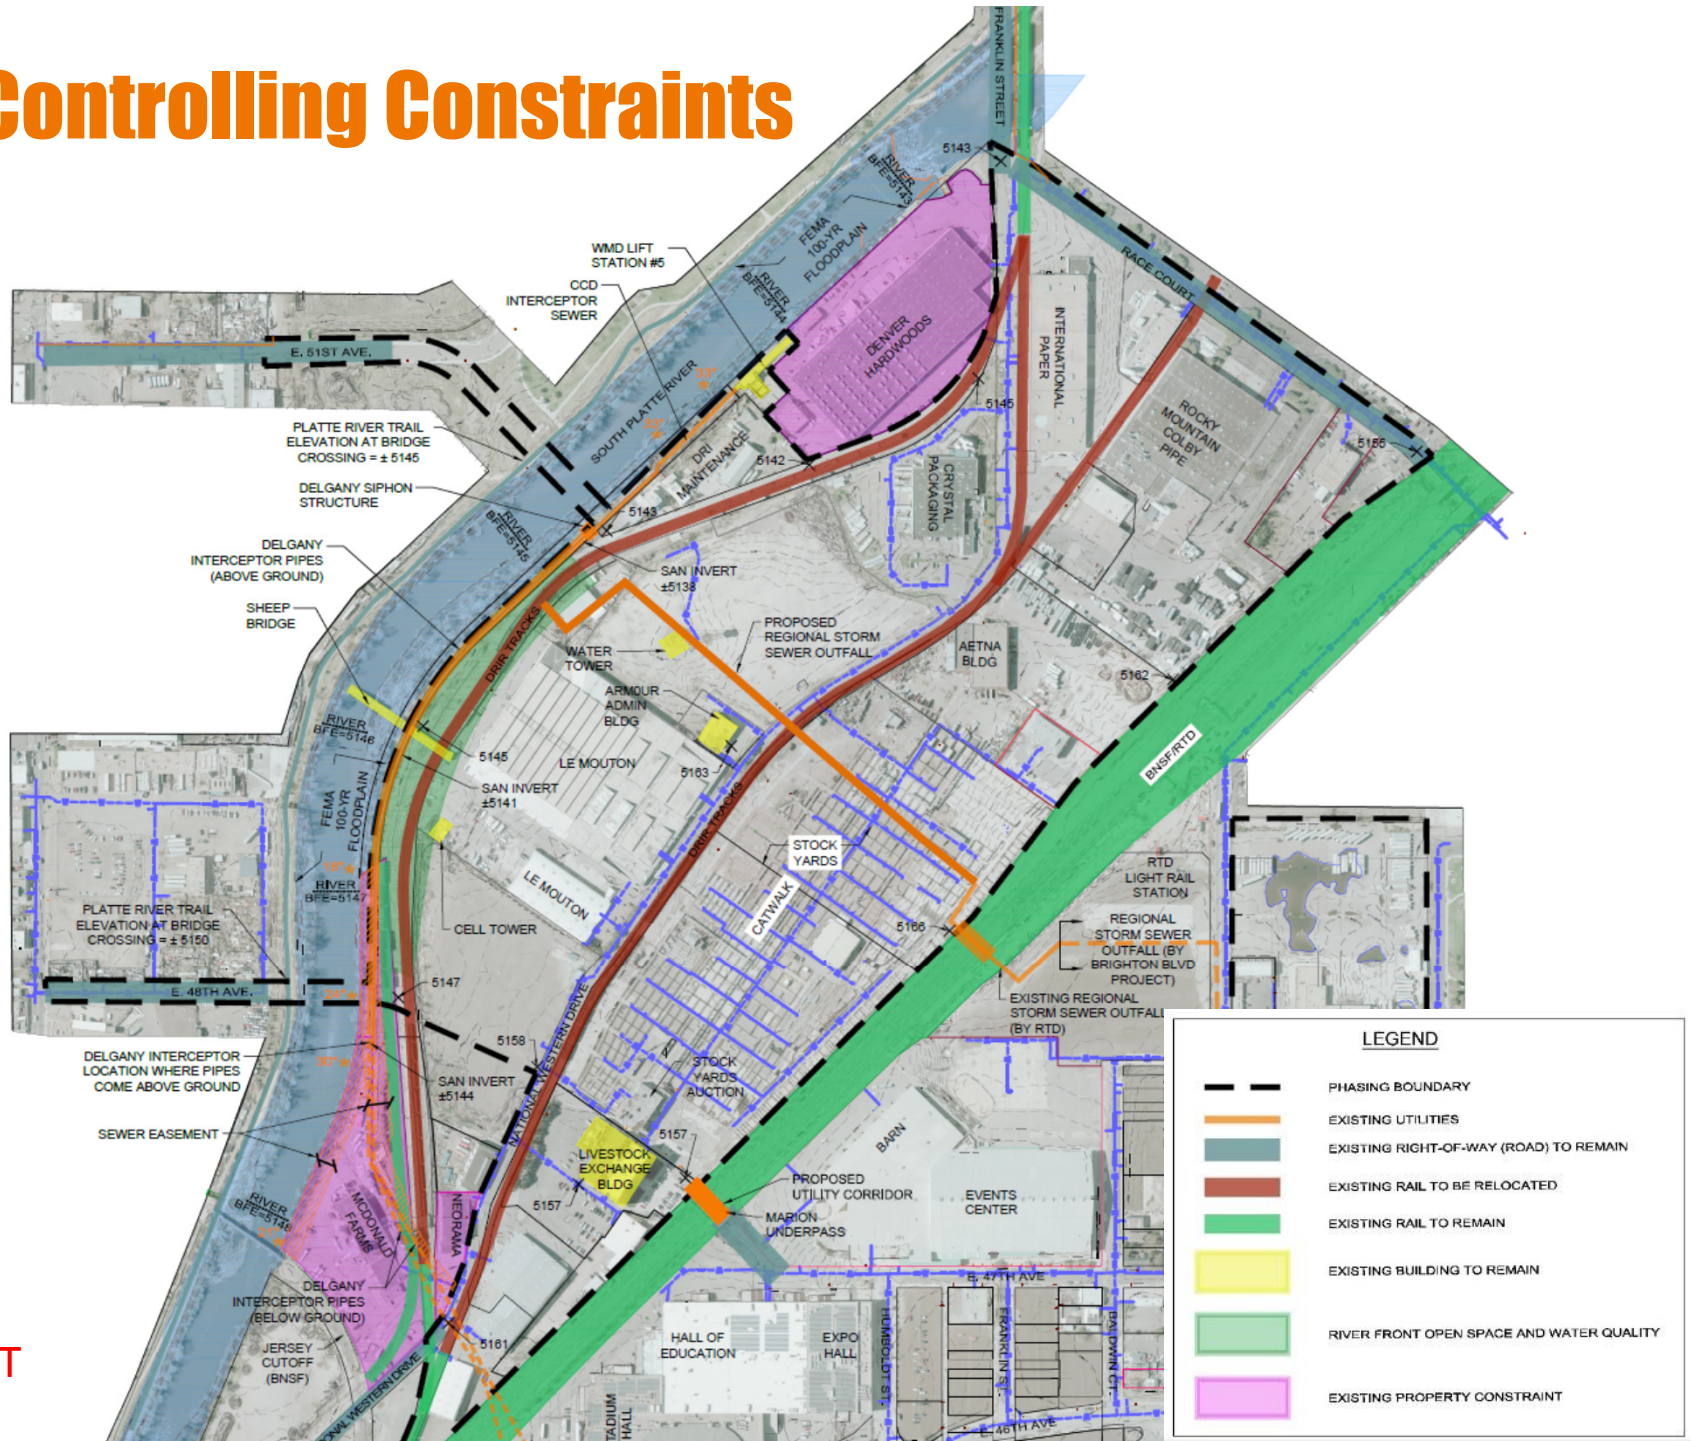 Controlling Constraints
FRANKLIN STREET
5143
RIVER
BFE=5143
FEMA
100-YR
FLOODPLAIN
WMD LIFT
STATION #5
CCD
INTERCEPTOR
SEWER
RIVER
BFE=5144
RACE COURT
DENVER
HARDWOODS
INTERNATIONAL
PAPER
E. 51ST AVE.
SOUTH PLATTE RIVER
5145
ROCKY
MOUNTAIN
COLBY
PIPE
5155
PLATTE RIVER TRAIL
ELEVATION AT BRIDGE
CROSSING = ± 5145
DRI
MAINTENANCE
5142
CRYSTAL
PACKAGING
DELGANY SIPHON
STRUCTURE
5143
RIVER
BFE=5145
DELGANY
INTERCEPTOR PIPES
(ABOVE GROUND)
SAN INVERT
±5138
SHEEP
BRIDGE
DRIR TRACKS
WATER
TOWER
PROPOSED
REGIONAL STORM
SEWER OUTFALL
AETNA
BLDG
5162
ARMOUR
ADMIN
BLDG
RIVER
BFE=5146
5145
LE MOUTON
5163
BNSF/RTD
SAN INVERT
±5141
FEMA
100-YR
FLOODPLAIN
DRIR TRACKS
STOCK
YARDS
CATWALK
LE MOUTON
RTD
LIGHT RAIL
STATION
RIVER
BFE=5147
PLATTE RIVER TRAIL
ELEVATION AT BRIDGE
CROSSING = ± 5150
CELL TOWER
5166
REGIONAL
STORM SEWER
OUTFALL (BY
BRIGHTON BLVD
PROJECT)
E. 48TH AVE.
5147
EXISTING REGIONAL
STORM SEWER OUTFALL
(BY RTD)
5158
DELGANY INTERCEPTOR
LOCATION WHERE PIPES
COME ABOVE GROUND
SAN INVERT
±5144
NATIONAL WESTERN DRIVE
STOCK
YARDS
AUCTION
SEWER EASEMENT
5157
LIVESTOCK
EXCHANGE
BLDG
BARN
5157
PROPOSED
UTILITY CORRIDOR
MARION
UNDERPASS
EVENTS
CENTER
RIVER
BFE=5148
MCDONALD
FARMS
NEORAMA
E. 47TH AVE
DELGANY
INTERCEPTOR PIPES
(BELOW GROUND)
JERSEY
CUTOFF
(BNSF)
5161
HALL OF
EDUCATION
EXPO
HALL
HUMBOLDT ST.
FRANKLIN ST.
BALDWIN CT.
T
ONAL WESTERN DRIVE
TADIUM
HALL
E. 46TH AVE
LEGEND
PHASING BOUNDARY
EXISTING UTILITIES
EXISTING RIGHT-OF-WAY (ROAD) TO REMAIN
EXISTING RAIL TO BE RELOCATED
EXISTING RAIL TO REMAIN
EXISTING BUILDING TO REMAIN
RIVER FRONT OPEN SPACE AND WATER QUALITY
EXISTING PROPERTY CONSTRAINT